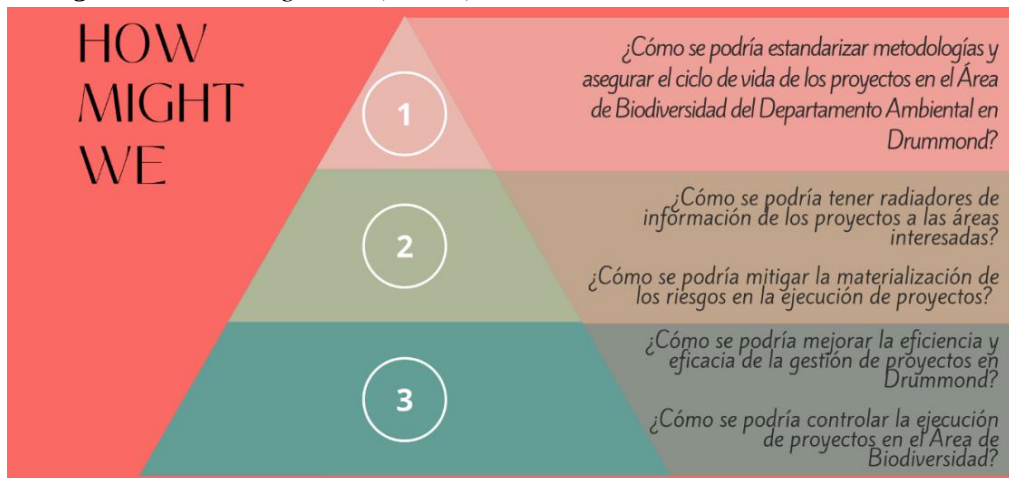 HOW
MIGHT
WE
1
¿Cómo se podría estandarizar metodologías y
asegurar el ciclo de vida de los proyectos en el Área
de Biodiversidad del Departamento Ambiental en
Drummond?
2
¿Cómo se podría tener radiadores de
información de los proyectos a las áreas
interesadas?
¿Cómo se podría mitigar la materialización de
los riesgos en la ejecución de proyectos?
3
¿Cómo se podría mejorar la eficiencia y
eficacia de la gestión de proyectos en
Drummond?
¿Cómo se podría controlar la ejecución
de proyectos en el Área de
Biodiversidad?